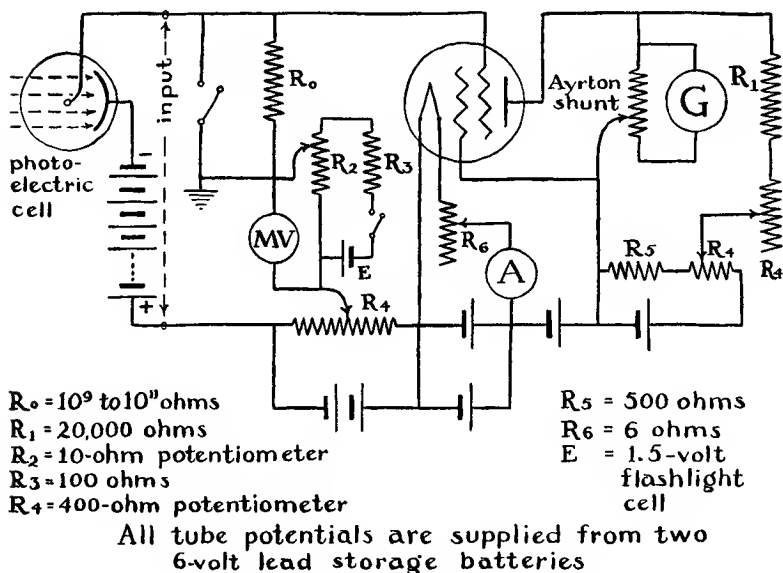 photo-
electric
cell
-
+
input
Ro
R2
R3
MV
E
R4
R6
A
Ayrton
shunt
G
R1
R5
R4
R4
Ro = 10⁹ to 10¹¹ ohms
R1 = 20,000 ohms
R2 = 10-ohm potentiometer
R3 = 100 ohms
R4 = 400-ohm potentiometer
R5 = 500 ohms
R6 = 6 ohms
E = 1.5-volt
flashlight
cell
All tube potentials are supplied from two
6-volt lead storage batteries